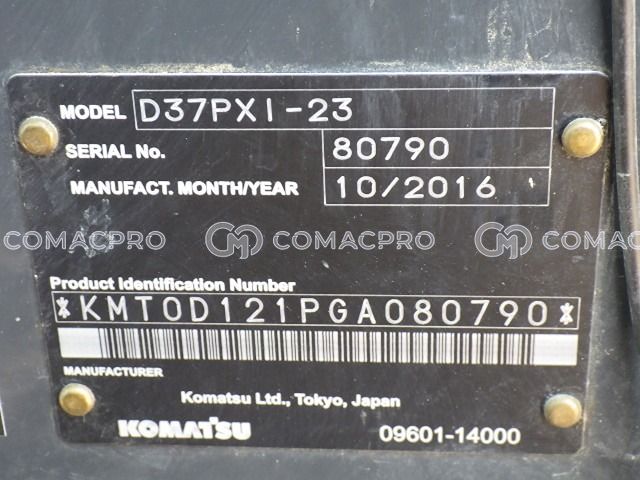 MODEL D37PXI-23
SERIAL No. 80790
MANUFACT. MONTH/YEAR 10/2016
COMACPRO COMACPRO COMACPRO
Product Identification Number
*KMT0D121PGA080790*
MANUFACTURER
Komatsu Ltd., Tokyo, Japan
KOMATSU 09601-14000